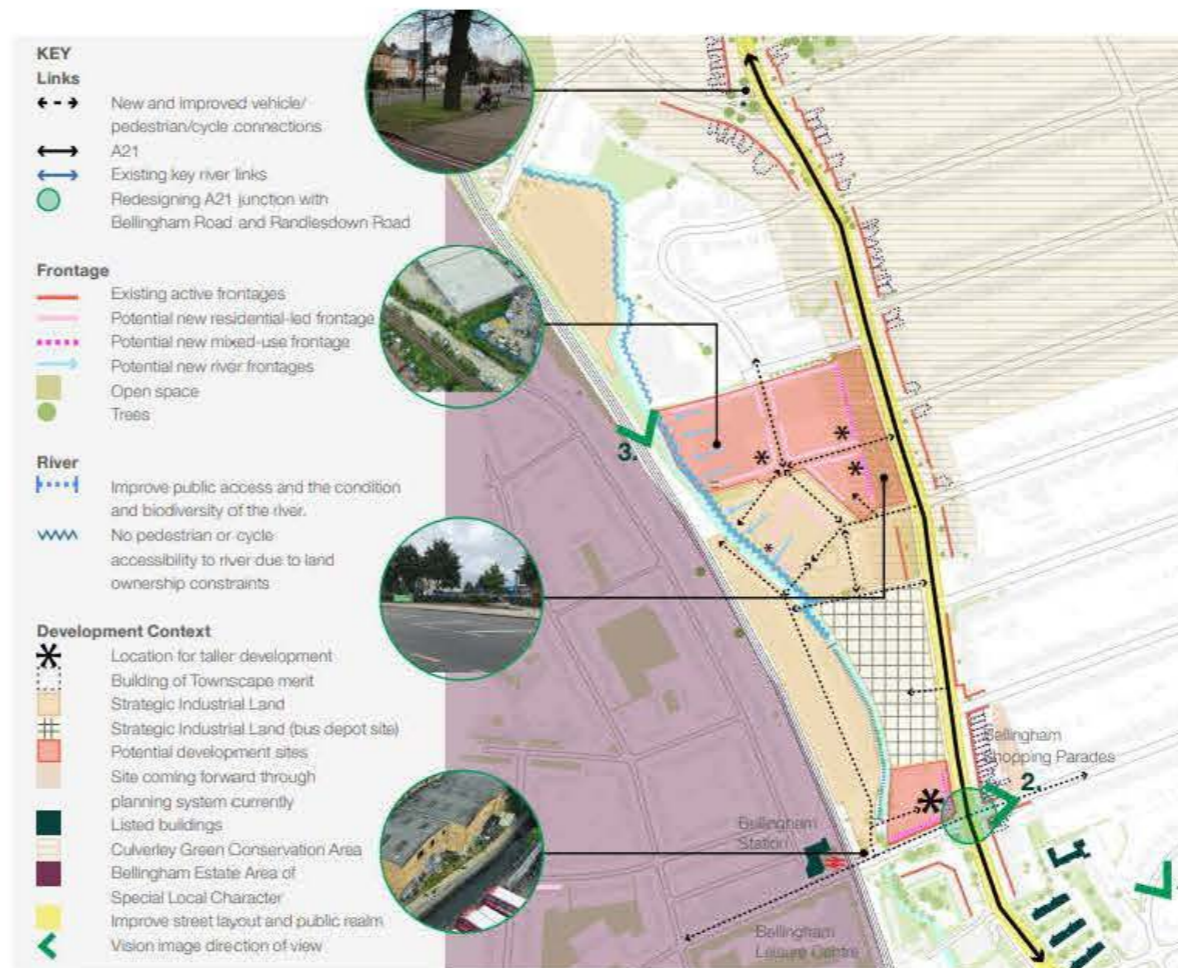 KEY
Links
New and improved vehicle/
pedestrian/cycle connections
A21
Existing key river links
Redesigning A21 junction with
Bellingham Road and Randlesdown Road
Frontage
Existing active frontages
Potential new residential-led frontage
Potential new mixed-use frontage
Potential new river frontages
Open space
Trees
River
Improve public access and the condition
and biodiversity of the river.
No pedestrian or cycle
accessibility to river due to land
ownership constraints
Development Context
Location for taller development
Building of Townscape merit
Strategic Industrial Land
Strategic Industrial Land (bus depot site)
Potential development sites
Site coming forward through
planning system currently
Listed buildings
Culverley Green Conservation Area
Bellingham Estate Area of
Special Local Character
Improve street layout and public realm
Vision image direction of view
3.
Bellingham
Shopping Parades
2.
Bellingham
Station
Bellingham
Leisure Centre